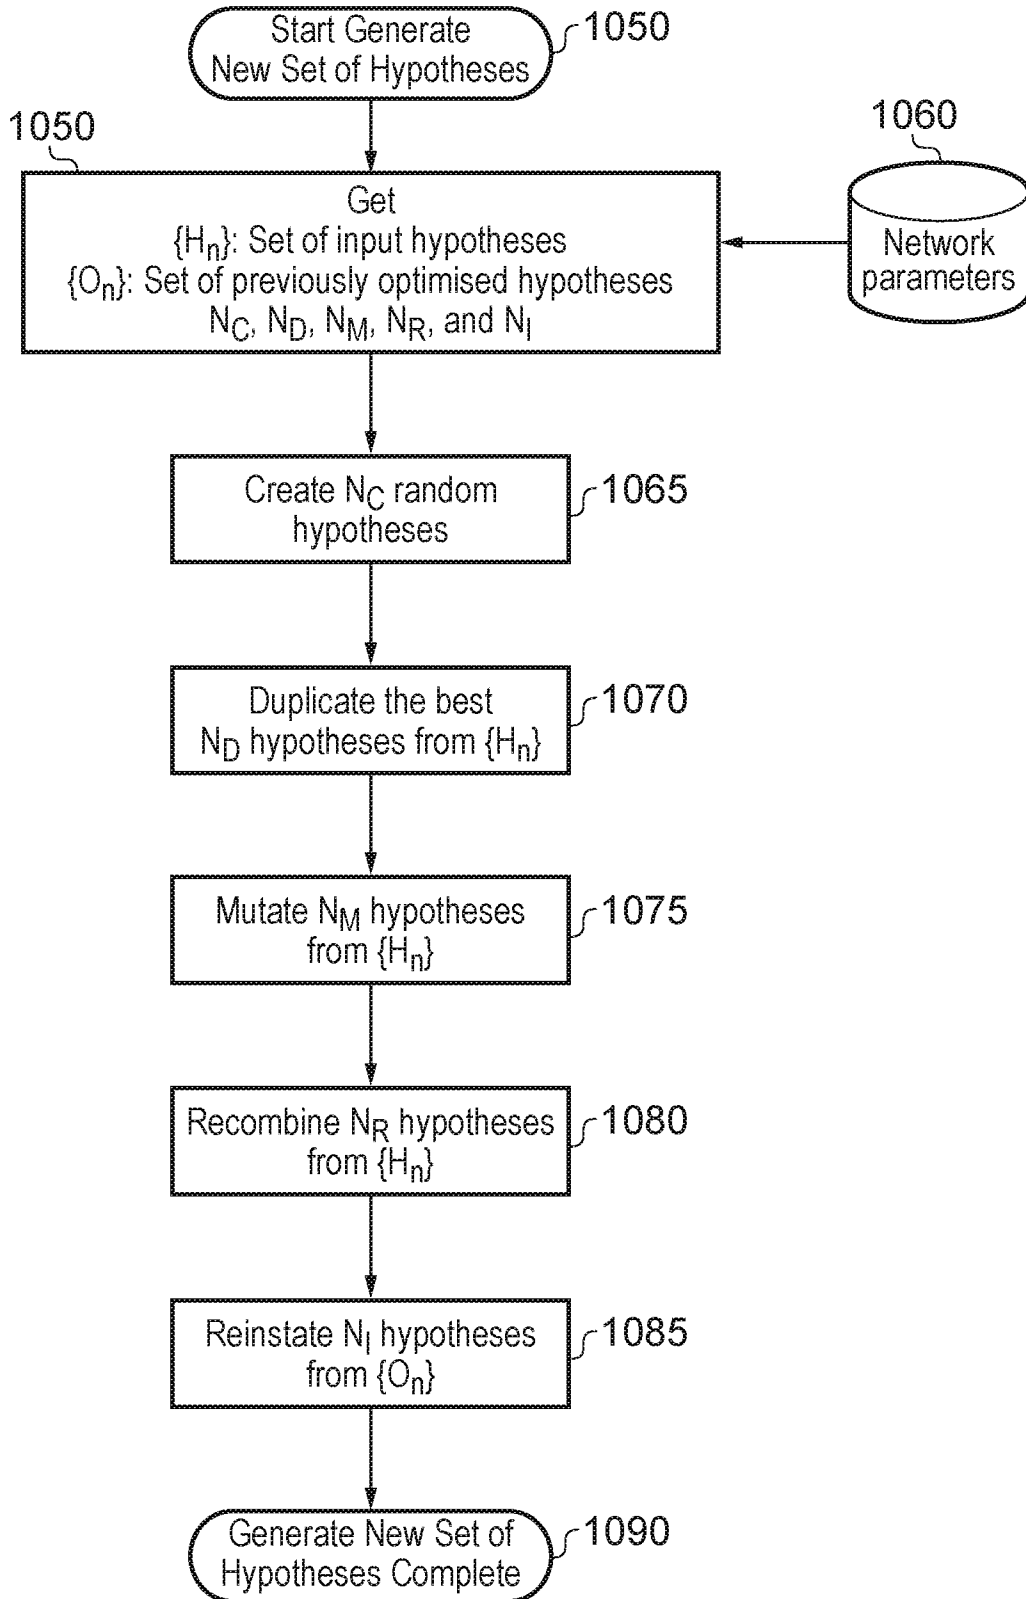 Start Generate
New Set of Hypotheses
1050
1050
1060
Get
{Hn}: Set of input hypotheses
{On}: Set of previously optimised hypotheses
NC, ND, NM, NR, and NI
Network
parameters
Create NC random
hypotheses
1065
Duplicate the best
ND hypotheses from {Hn}
1070
Mutate NM hypotheses
from {Hn}
1075
Recombine NR hypotheses
from {Hn}
1080
Reinstate NI hypotheses
from {On}
1085
Generate New Set of
Hypotheses Complete
1090